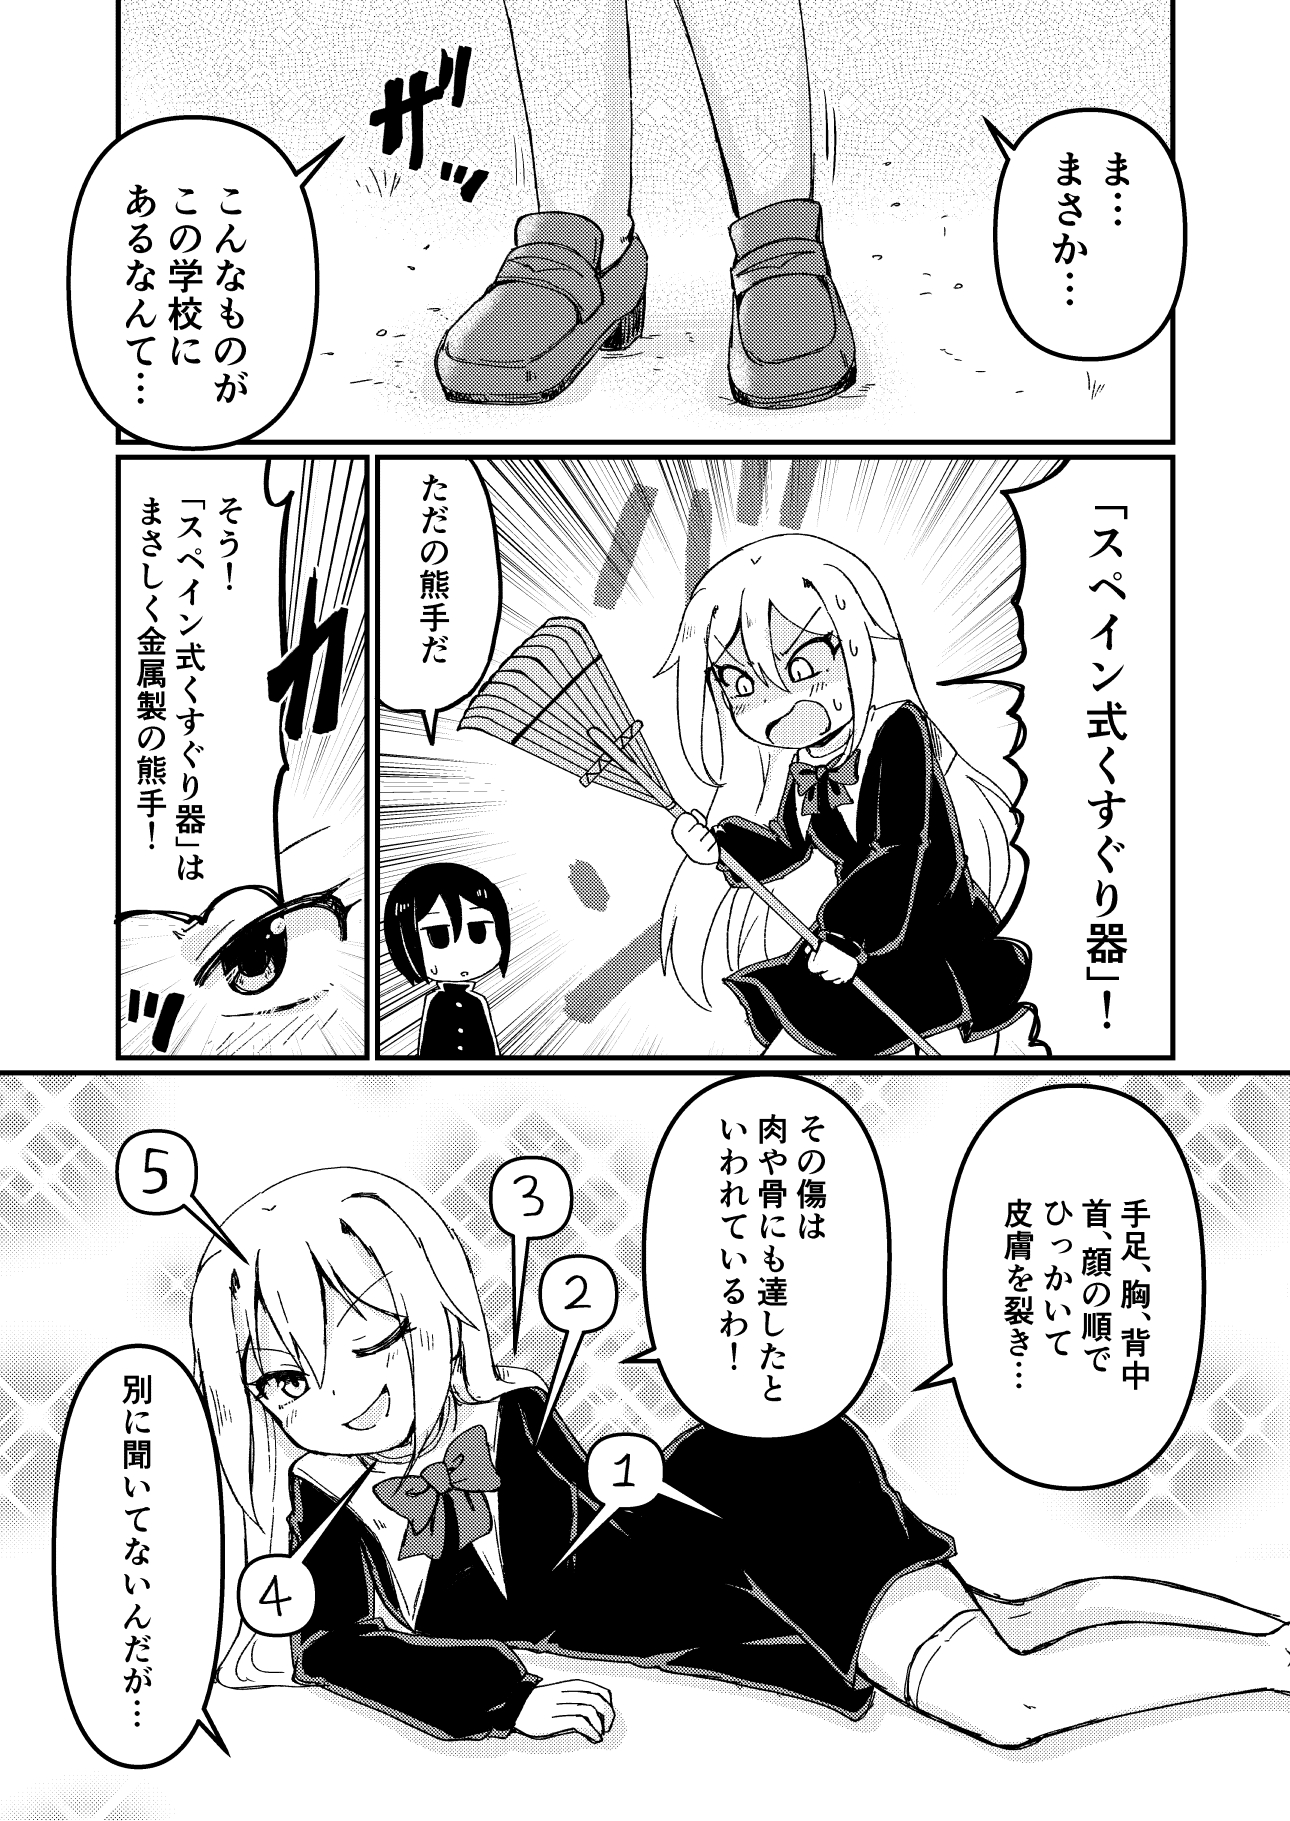 ま…
まさか…
ザッ
こんなものが
この学校に
あるなんて…
「スペイン式くすぐり器」！
バーーン
ただの熊手だ
カッ
そう！
「スペイン式くすぐり器」は
まさしく金属製の熊手！
手足、胸、背中
首、顔の順で
ひっかいて
皮膚を裂き…
その傷は
肉や骨にも達したと
いわれているわ！
5
3
2
1
4
別に聞いてないんだが…